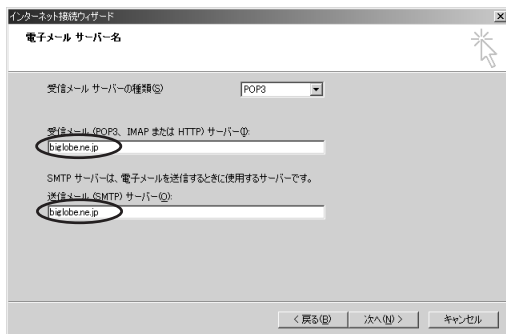 インターネット接続ウィザード
電子メール サーバー名
受信メール サーバーの種類(S)
POP3
受信メール (POP3、IMAP または HTTP) サーバー(I):
biglobe.ne.jp
SMTP サーバーは、電子メールを送信するときに使用するサーバーです。
送信メール (SMTP) サーバー(O):
biglobe.ne.jp
< 戻る(B)
次へ(N) >
キャンセル